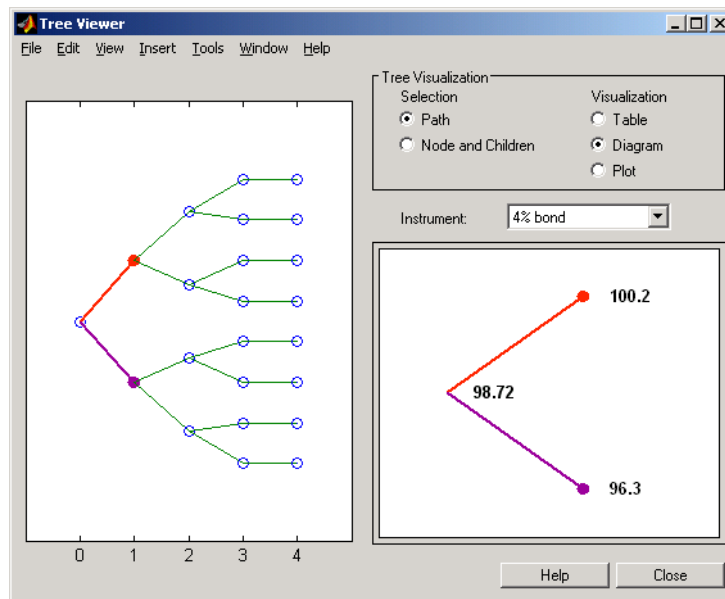 Tree Viewer
File Edit View Insert Tools Window Help
Tree Visualization
Selection
Path
Node and Children
Visualization
Table
Diagram
Plot
Instrument: 4% bond
100.2
98.72
96.3
0 1 2 3 4
Help Close